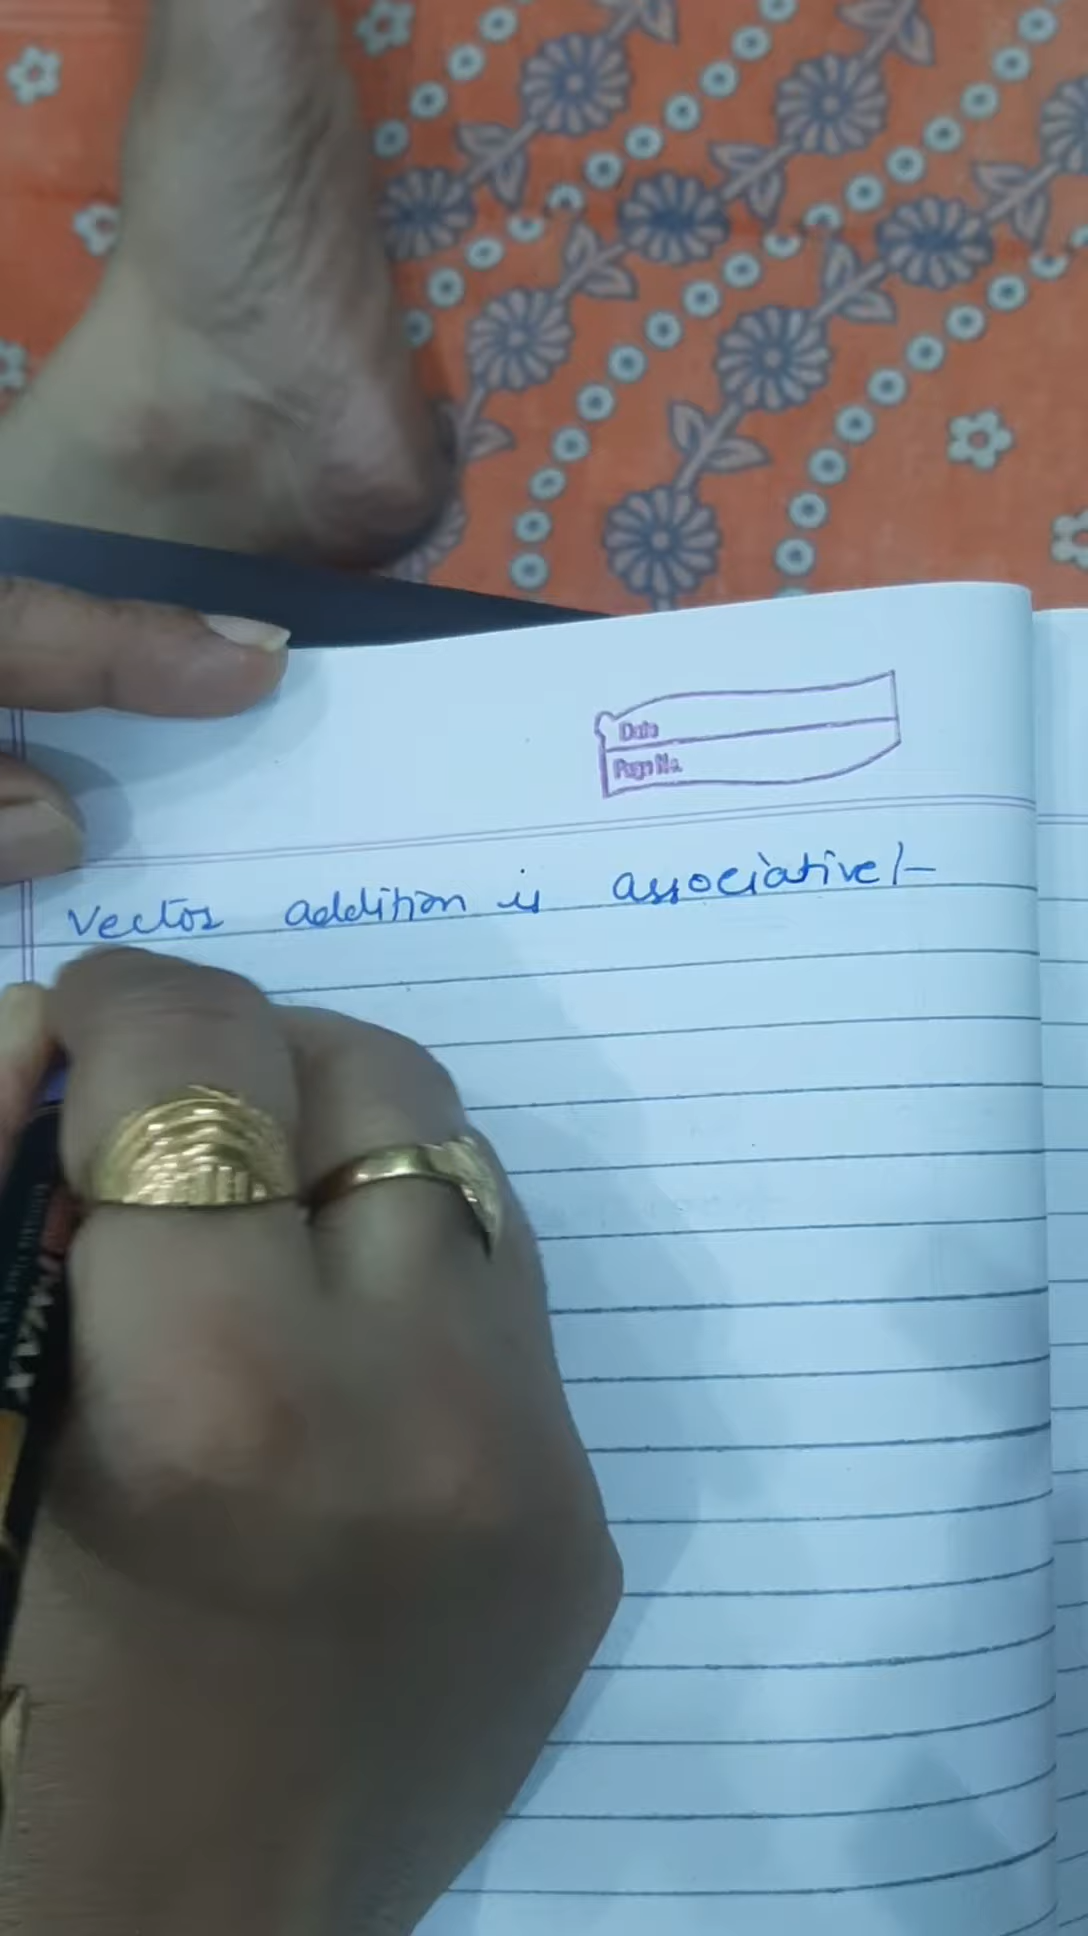 Date
Page No.
Vector addition is associative:-